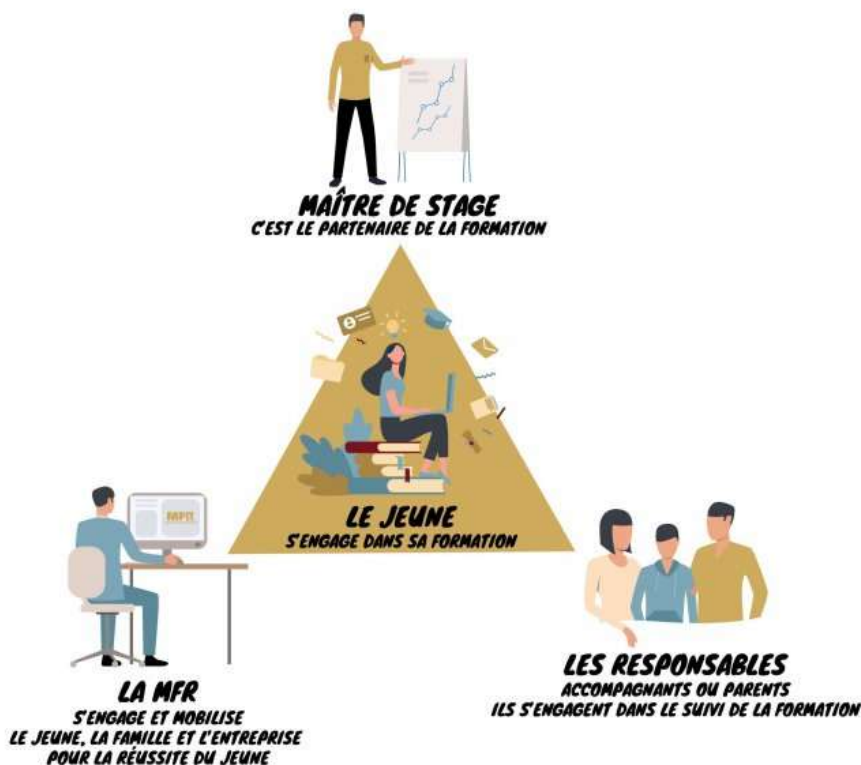 MAÎTRE DE STAGE
C'EST LE PARTENAIRE DE LA FORMATION
LE JEUNE
S'ENGAGE DANS SA FORMATION
LA MFR
S'ENGAGE ET MOBILISE
LE JEUNE, LA FAMILLE ET L'ENTREPRISE
POUR LA RÉUSSITE DU JEUNE
LES RESPONSABLES
ACCOMPAGNANTS OU PARENTS
ILS S'ENGAGENT DANS LE SUIVI DE LA FORMATION